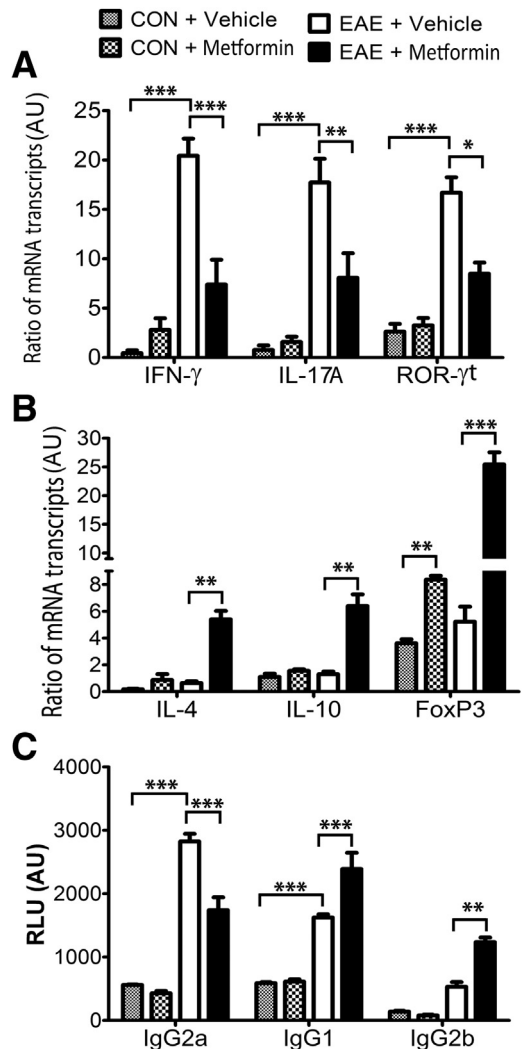 CON + Vehicle EAE + Vehicle
CON + Metformin EAE + Metformin
A
Ratio of mRNA transcripts (AU)
25
20
15
10
5
0
*** ***
*** **
*** *
IFN-γ IL-17A ROR-γt
B
Ratio of mRNA transcripts (AU)
30
25
20
15
10
8
6
4
2
0
**
**
** ***
IL-4 IL-10 FoxP3
C
RLU (AU)
4000
3000
2000
1000
0
*** ***
*** ***
**
IgG2a IgG1 IgG2b